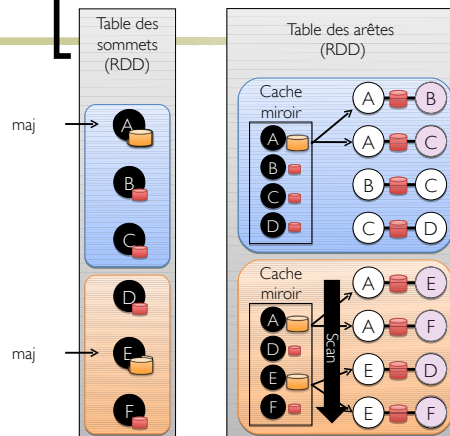 Table des
sommets
(RDD)
maj
A
B
C
D
maj
E
F
Table des arêtes
(RDD)
Cache
miroir
A
B
C
D
A B
A C
B C
C D
Cache
miroir
A
D
E
F
Scan
A E
A F
E D
E F